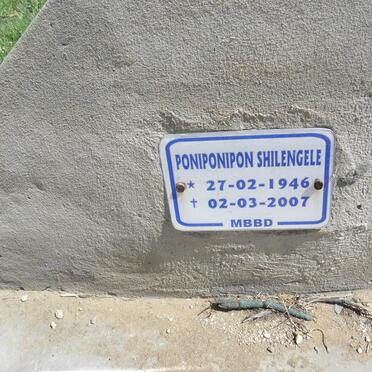 PONIPONIPON SHILENGELE
* 27-02-1946
† 02-03-2007
MBBD